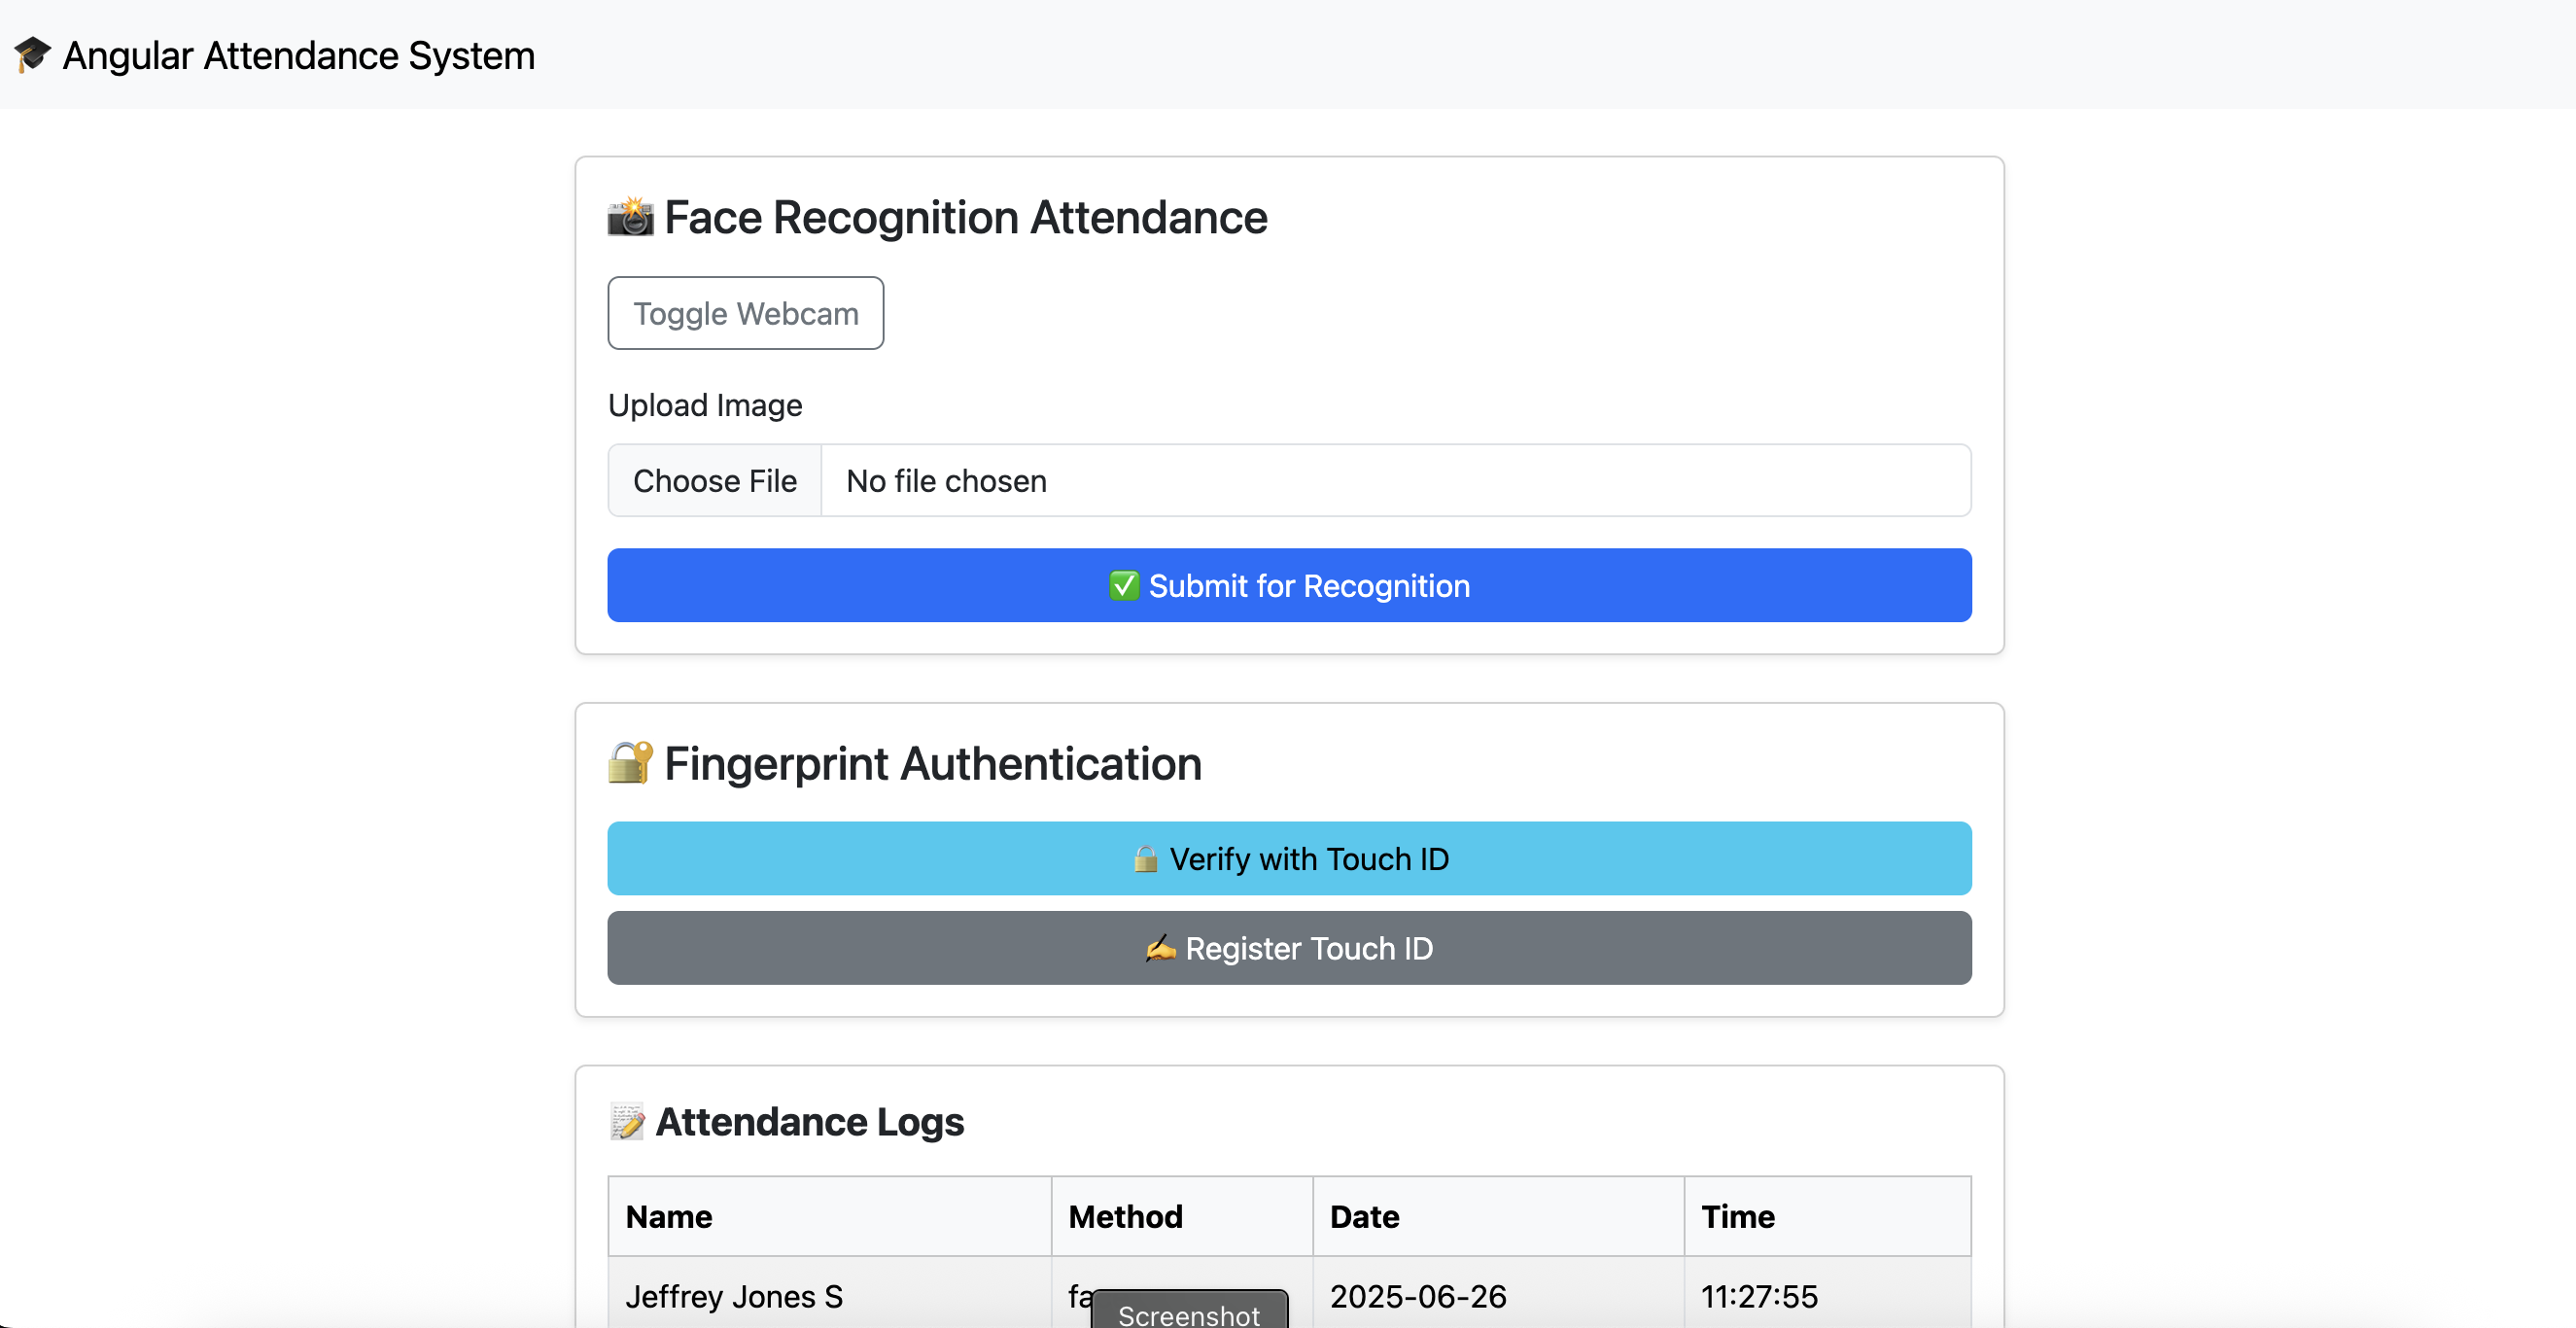 Angular Attendance System
Face Recognition Attendance
Toggle Webcam
Upload Image
Choose File No file chosen
Submit for Recognition
Fingerprint Authentication
Verify with Touch ID
Register Touch ID
Attendance Logs
Name Method Date Time
Jeffrey Jones S 2025-06-26 11:27:55
Screenshot